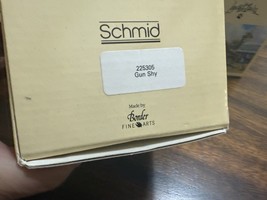 Schmid
225305
Gun Shy
Made by
Border
FINE ARTS